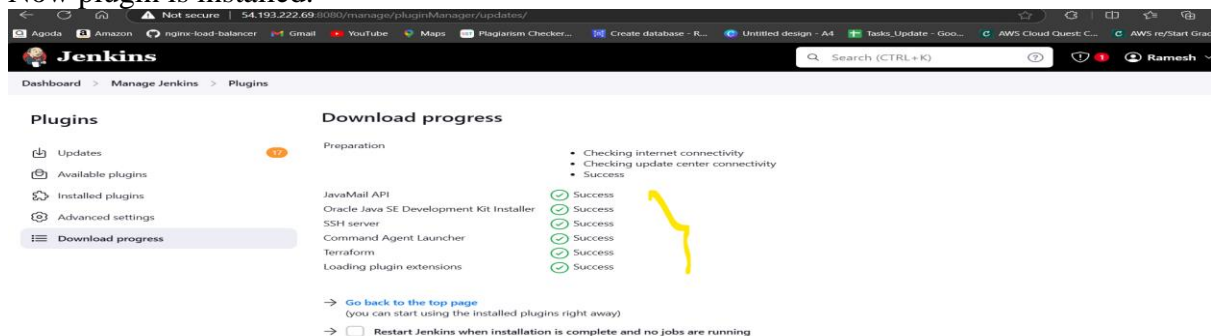 Now plugin is installed.
Not secure | 54.193.222.69:8080/manage/pluginManager/updates/
Agoda Amazon nginx-load-balancer Gmail YouTube Maps Plagiarism Checker... Create database - R... Untitled design - A4 Tasks_Update - Goo... AWS Cloud Quest: C... AWS re/Start Grad
Jenkins Search (CTRL+K) 1 Ramesh
Dashboard > Manage Jenkins > Plugins
Plugins
Updates 17
Available plugins
Installed plugins
Advanced settings
Download progress
Download progress
Preparation
Checking internet connectivity
Checking update center connectivity
Success
JavaMail API Success
Oracle Java SE Development Kit Installer Success
SSH server Success
Command Agent Launcher Success
Terraform Success
Loading plugin extensions Success
→ Go back to the top page
(you can start using the installed plugins right away)
→ Restart Jenkins when installation is complete and no jobs are running